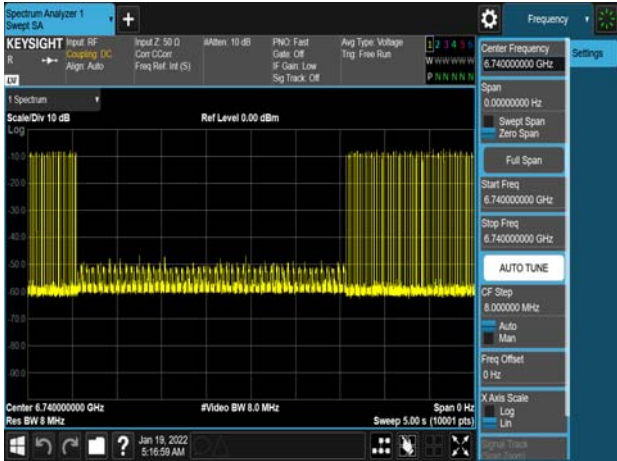 Spectrum Analyzer 1
Swept SA
Frequency
KEYSIGHT
Input: RF
Coupling: DC
Align: Auto
Input Z: 50 Ω
Corr CCorr
Freq Ref: Int (S)
#Atten: 10 dB
PNO: Fast
Gate: Off
IF Gain: Low
Sig Track: Off
Avg Type: Voltage
Trig: Free Run
1 2 3 4 5 6
W W W W W W
P N N N N N
R
LXI
1 Spectrum
Scale/Div 10 dB
Ref Level 0.00 dBm
Log
-10.0
-20.0
-30.0
-40.0
-50.0
-60.0
-70.0
-80.0
-90.0
Center 6.740000000 GHz
#Video BW 8.0 MHz
Span 0 Hz
Res BW 8 MHz
Sweep 5.00 s (10001 pts)
Jan 19, 2022
5:16:59 AM
Center Frequency
6.740000000 GHz
Settings
Span
0.00000000 Hz
Swept Span
Zero Span
Full Span
Start Freq
6.740000000 GHz
Stop Freq
6.740000000 GHz
AUTO TUNE
CF Step
8.000000 MHz
Auto
Man
Freq Offset
0 Hz
X Axis Scale
Log
Lin
Signal Track
(Span Zoom)